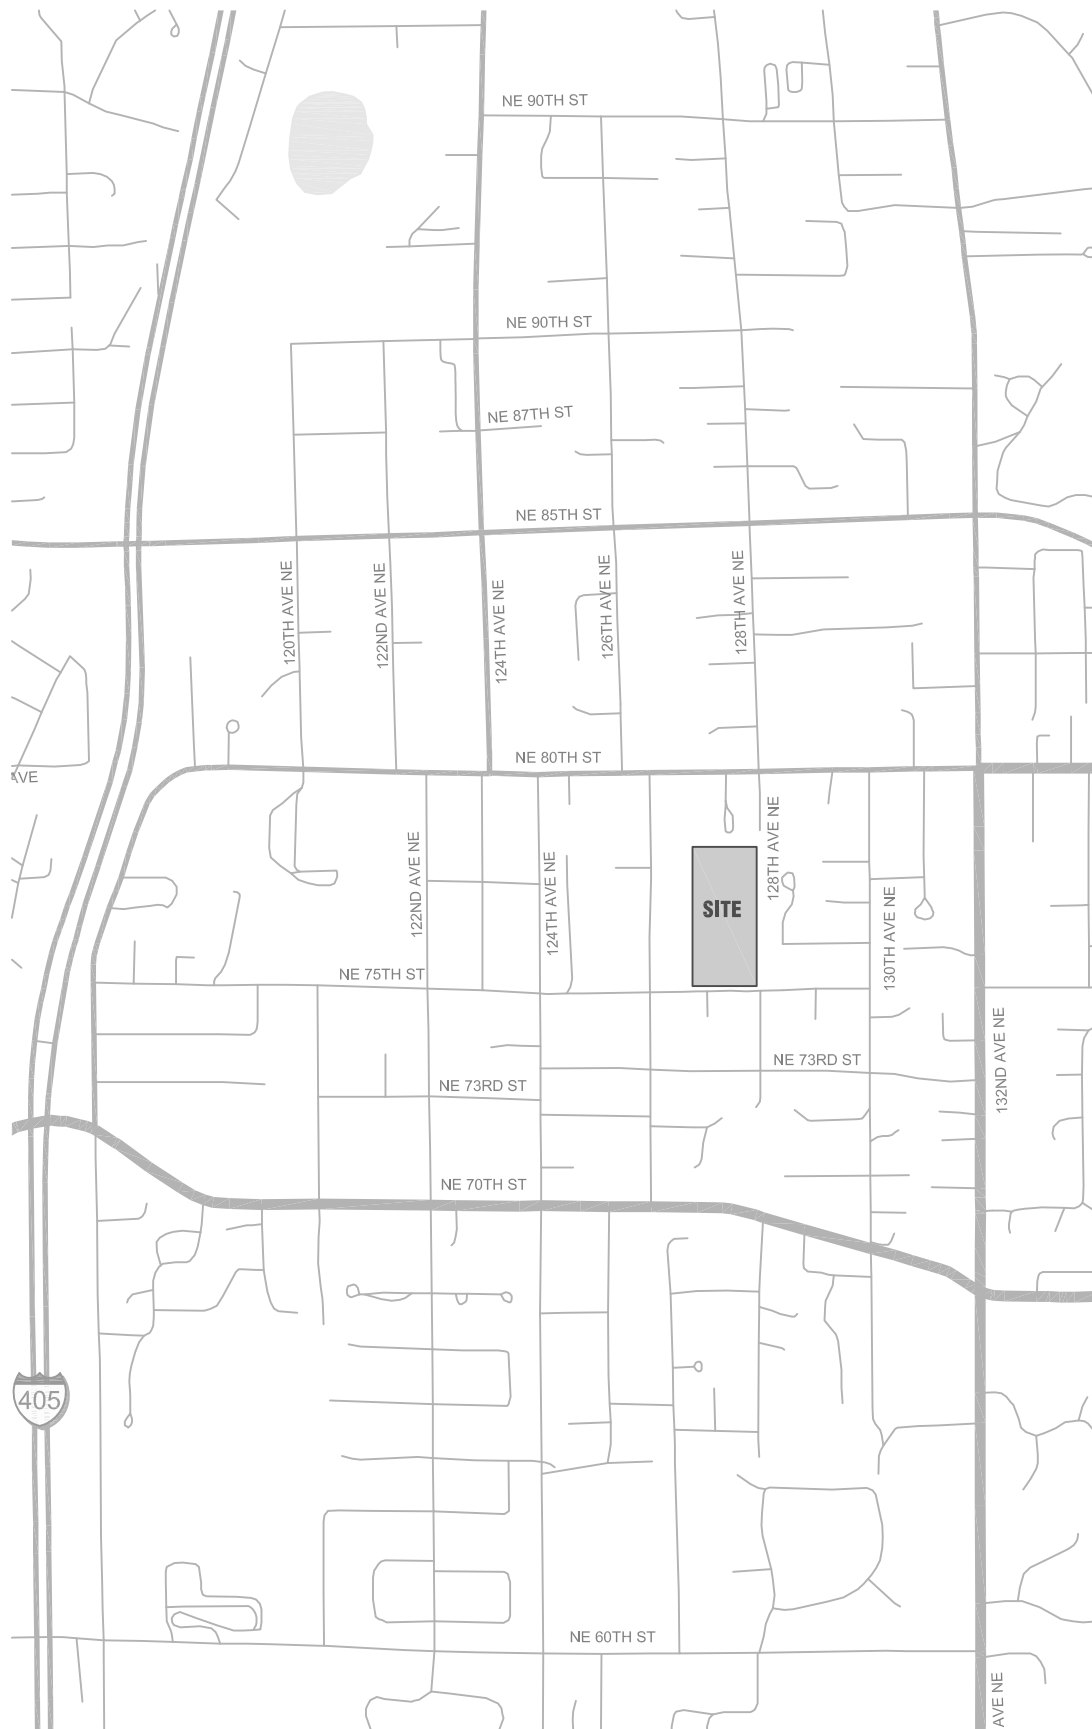 NE 90TH ST
NE 90TH ST
NE 87TH ST
NE 85TH ST
120TH AVE NE
122ND AVE NE
124TH AVE NE
126TH AVE NE
128TH AVE NE
NE 80TH ST
AVE
122ND AVE NE
124TH AVE NE
SITE
128TH AVE NE
130TH AVE NE
NE 75TH ST
132ND AVE NE
NE 73RD ST
NE 73RD ST
NE 70TH ST
405
NE 60TH ST
AVE NE